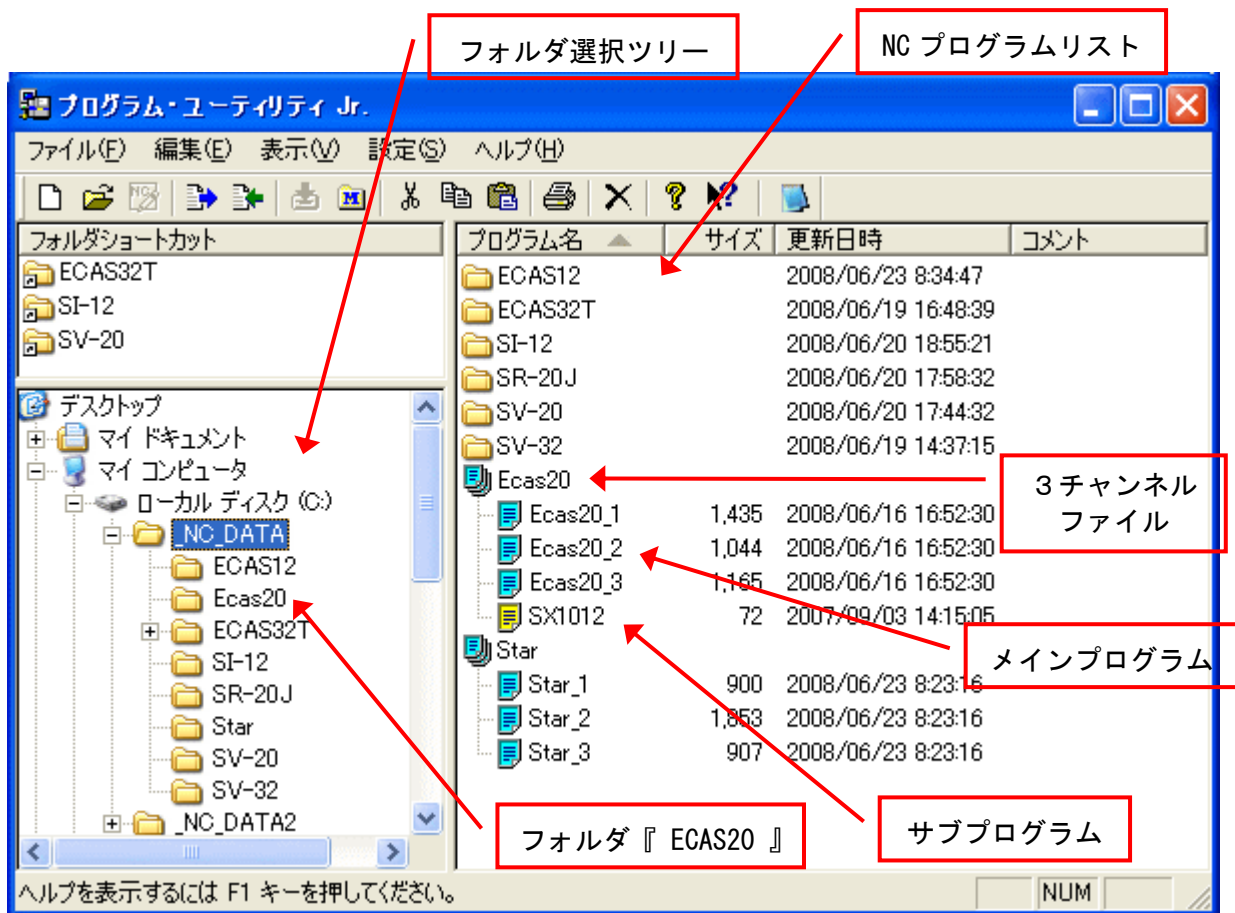 フォルダ選択ツリー
NC プログラムリスト
プログラム・ユーティリティ Jr.
ファイル(F) 編集(E) 表示(V) 設定(S) ヘルプ(H)
フォルダショートカット
ECAS32T
SI-12
SV-20
デスクトップ
マイ ドキュメント
マイ コンピュータ
ローカル ディスク (C:)
_NC_DATA
ECAS12
Ecas20
ECAS32T
SI-12
SR-20J
Star
SV-20
SV-32
_NC_DATA2
プログラム名 サイズ 更新日時 コメント
ECAS12 2008/06/23 8:34:47
ECAS32T 2008/06/19 16:48:39
SI-12 2008/06/20 18:55:21
SR-20J 2008/06/20 17:58:32
SV-20 2008/06/20 17:44:32
SV-32 2008/06/19 14:37:15
Ecas20
Ecas20_1 1,435 2008/06/16 16:52:30
Ecas20_2 1,044 2008/06/16 16:52:30
Ecas20_3 1,165 2008/06/16 16:52:30
SX1012 72 2007/09/03 14:15:05
Star
Star_1 900 2008/06/23 8:23:16
Star_2 1,853 2008/06/23 8:23:16
Star_3 907 2008/06/23 8:23:16
3チャンネル
ファイル
メインプログラム
サブプログラム
フォルダ『 ECAS20 』
ヘルプを表示するには F1 キーを押してください。
NUM